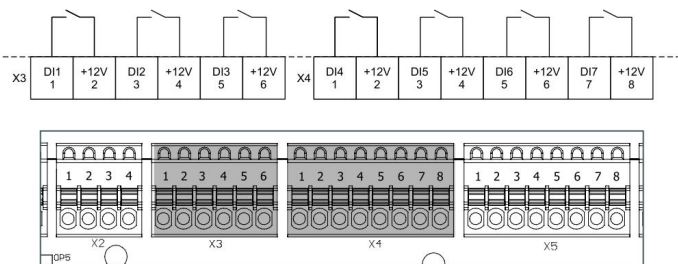 X3 DI1 +12V DI2 +12V DI3 +12V X4 DI4 +12V DI5 +12V DI6 +12V DI7 +12V
1 2 3 4 5 6 1 2 3 4 5 6 7 8
1 2 3 4 1 2 3 4 5 6 1 2 3 4 5 6 7 8 1 2 3 4 5 6 7 8
X2 X3 X4 X5
OP5